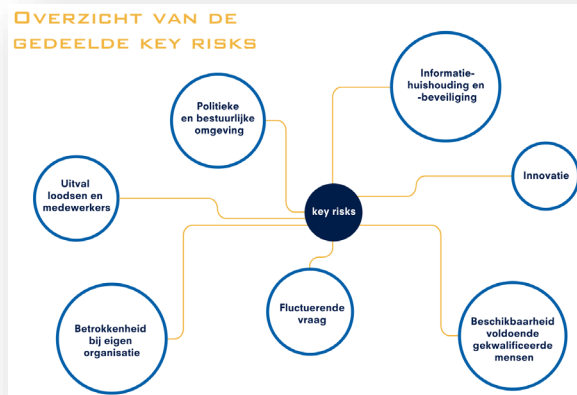 OVERZICHT VAN DE
GEDEELDE KEY RISKS
Informatie-
huishouding en
-beveiliging
Politieke
en bestuurlijke
omgeving
Innovatie
Uitval
loodsen en
medewerkers
key risks
Fluctuerende
vraag
Betrokkenheid
bij eigen
organisatie
Beschikbaarheid
voldoende
gekwalificeerde
mensen